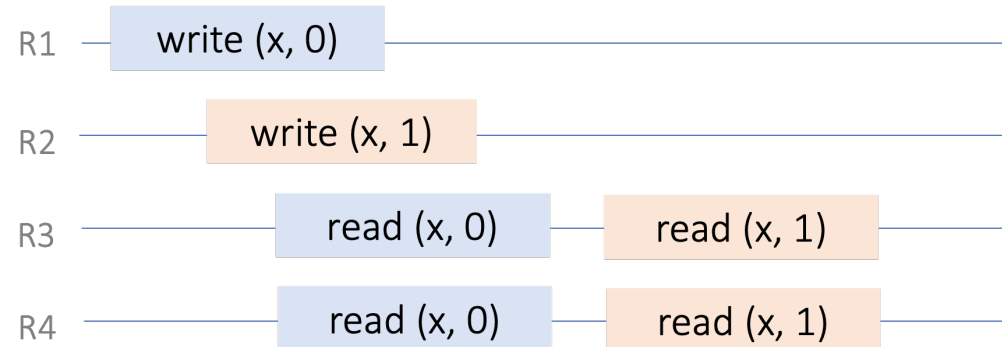 R1 write (x, 0)
R2 write (x, 1)
R3 read (x, 0) read (x, 1)
R4 read (x, 0) read (x, 1)